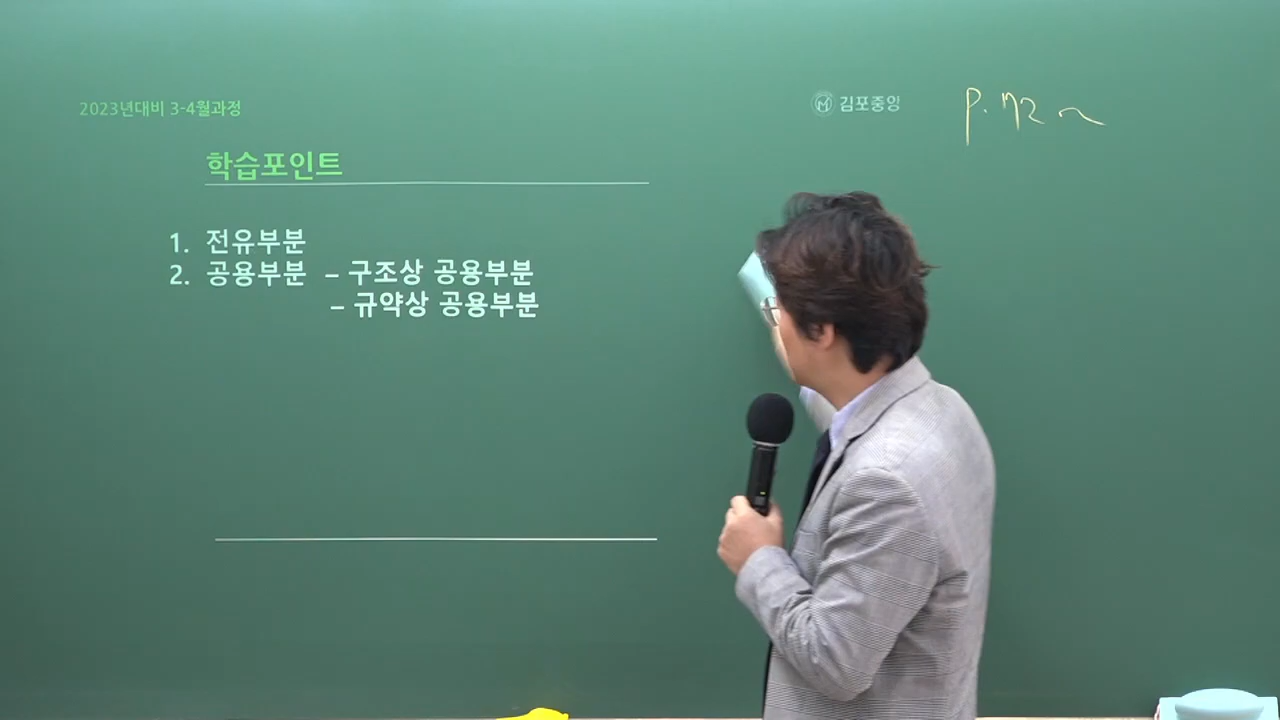 2023년대비 3-4월과정
김포중앙
학습포인트
1. 전유부분
2. 공용부분 – 구조상 공용부분
– 규약상 공용부분